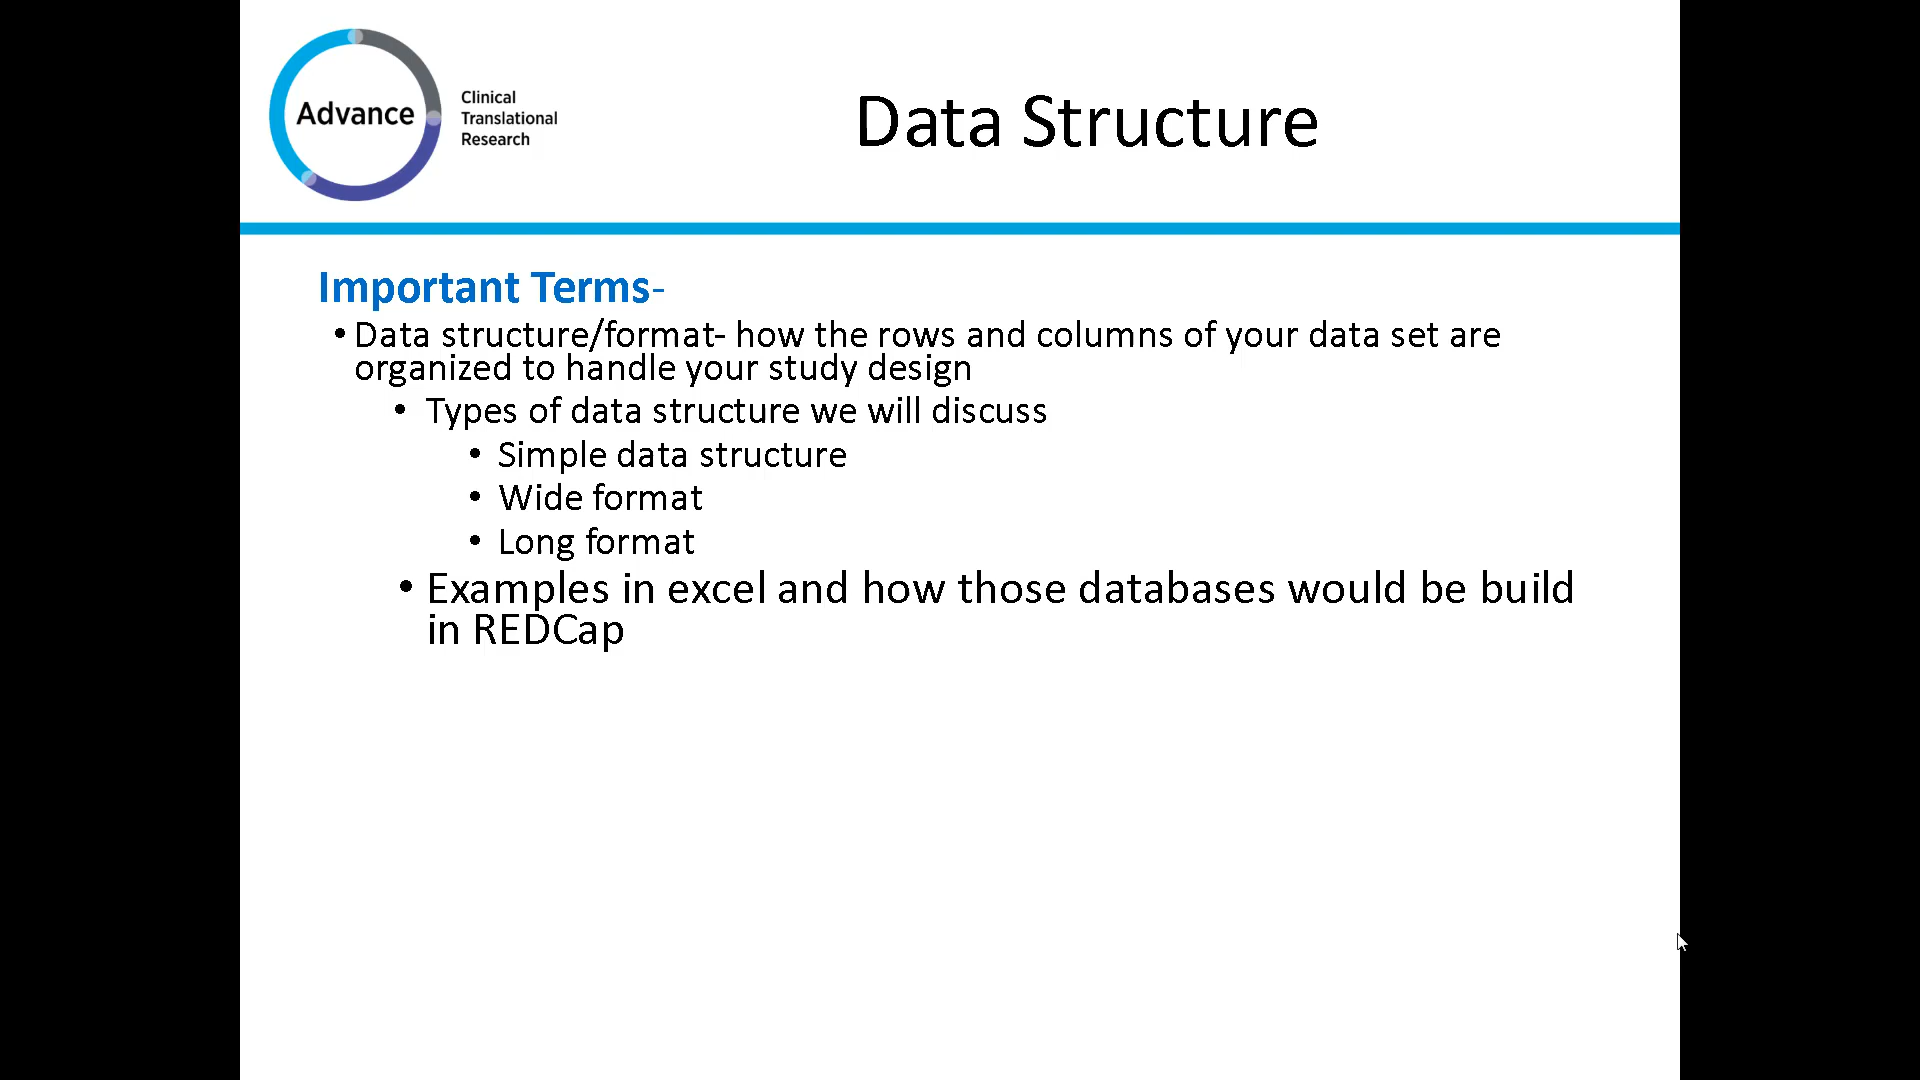 Advance
Clinical
Translational
Research
Data Structure
Important Terms-
• Data structure/format- how the rows and columns of your data set are
organized to handle your study design
• Types of data structure we will discuss
• Simple data structure
• Wide format
• Long format
• Examples in excel and how those databases would be build
in REDCap